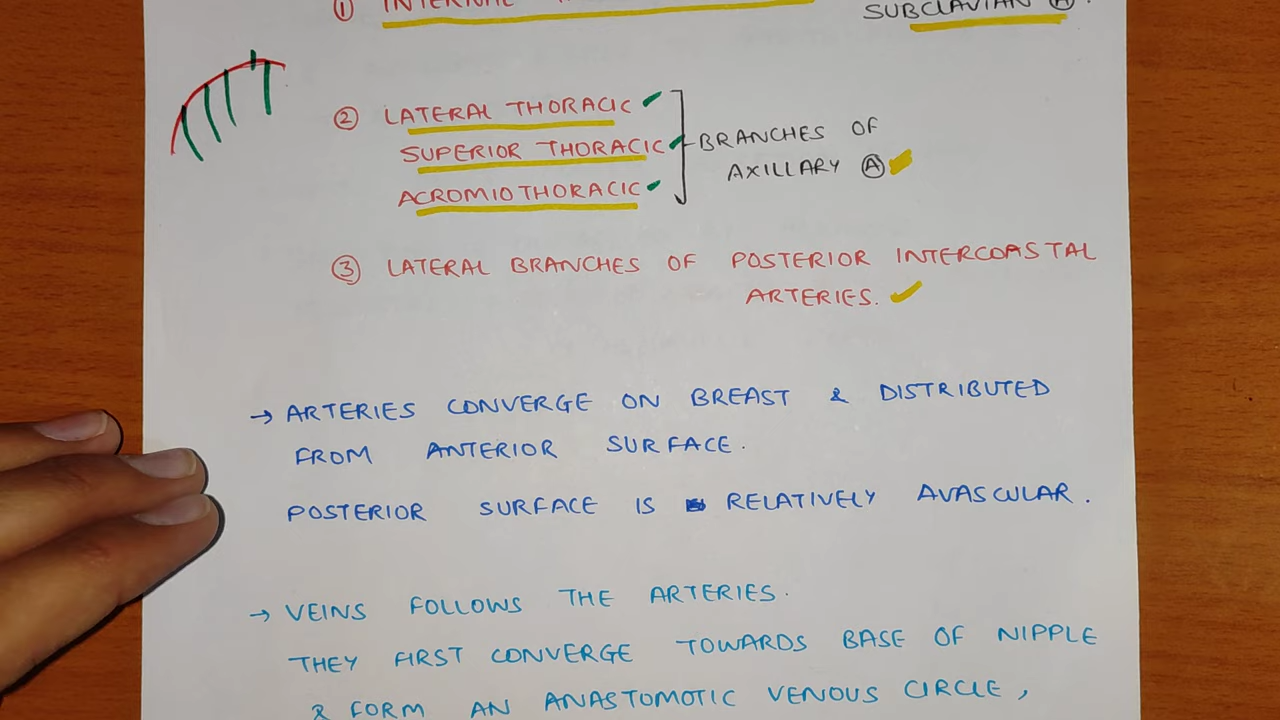 ① INTERNAL
SUBCLAVIAN Ⓐ.
② LATERAL THORACIC
SUPERIOR THORACIC
ACROMIOTHORACIC
BRANCHES OF
AXILLARY Ⓐ
③ LATERAL BRANCHES OF POSTERIOR INTERCOASTAL
ARTERIES.
→ ARTERIES CONVERGE ON BREAST & DISTRIBUTED
FROM ANTERIOR SURFACE.
POSTERIOR SURFACE IS RELATIVELY AVASCULAR.
→ VEINS FOLLOWS THE ARTERIES.
THEY FIRST CONVERGE TOWARDS BASE OF NIPPLE
& FORM AN ANASTOMOTIC VENOUS CIRCLE,